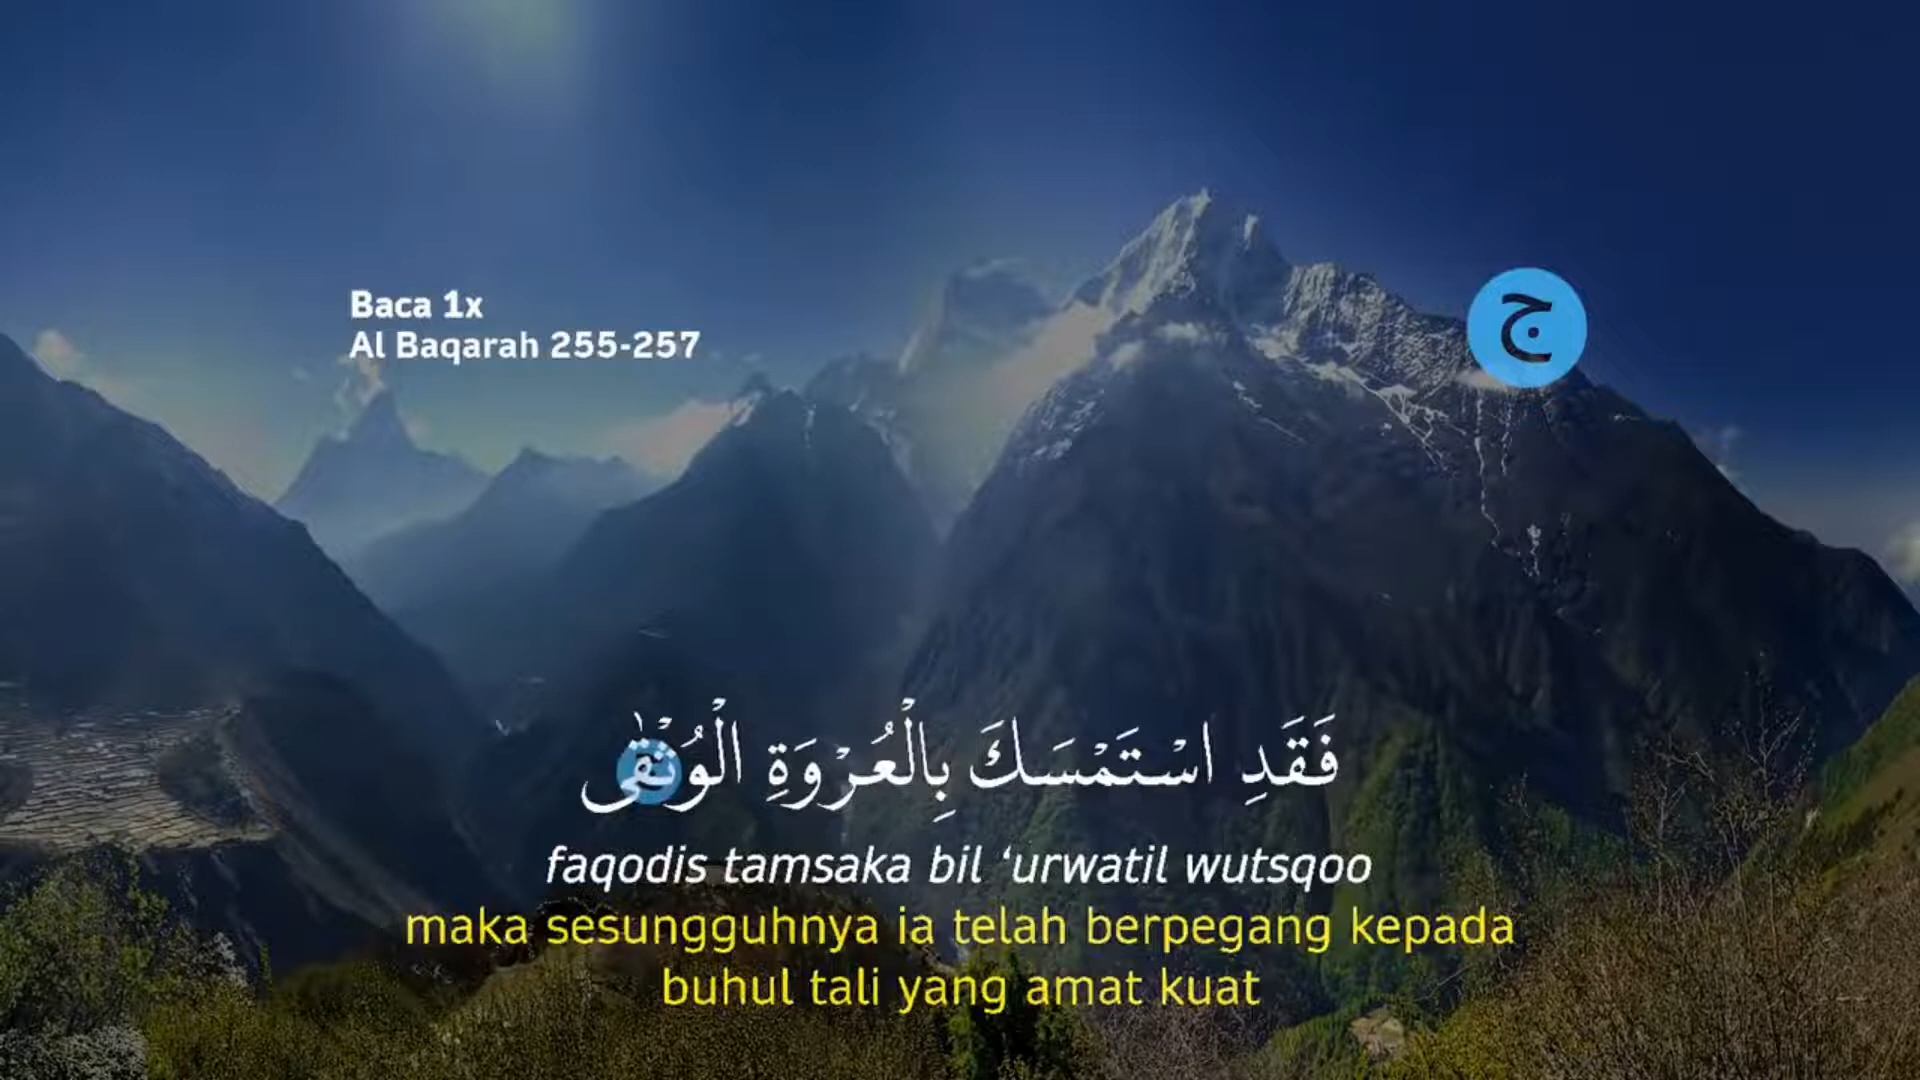 Baca 1x
Al Baqarah 255-257
ج
فَقَدِ اسْتَمْسَكَ بِالْعُرْوَةِ الْوُثْقٰى
faqodis tamsaka bil ‘urwatil wutsqoo
maka sesungguhnya ia telah berpegang kepada
buhul tali yang amat kuat